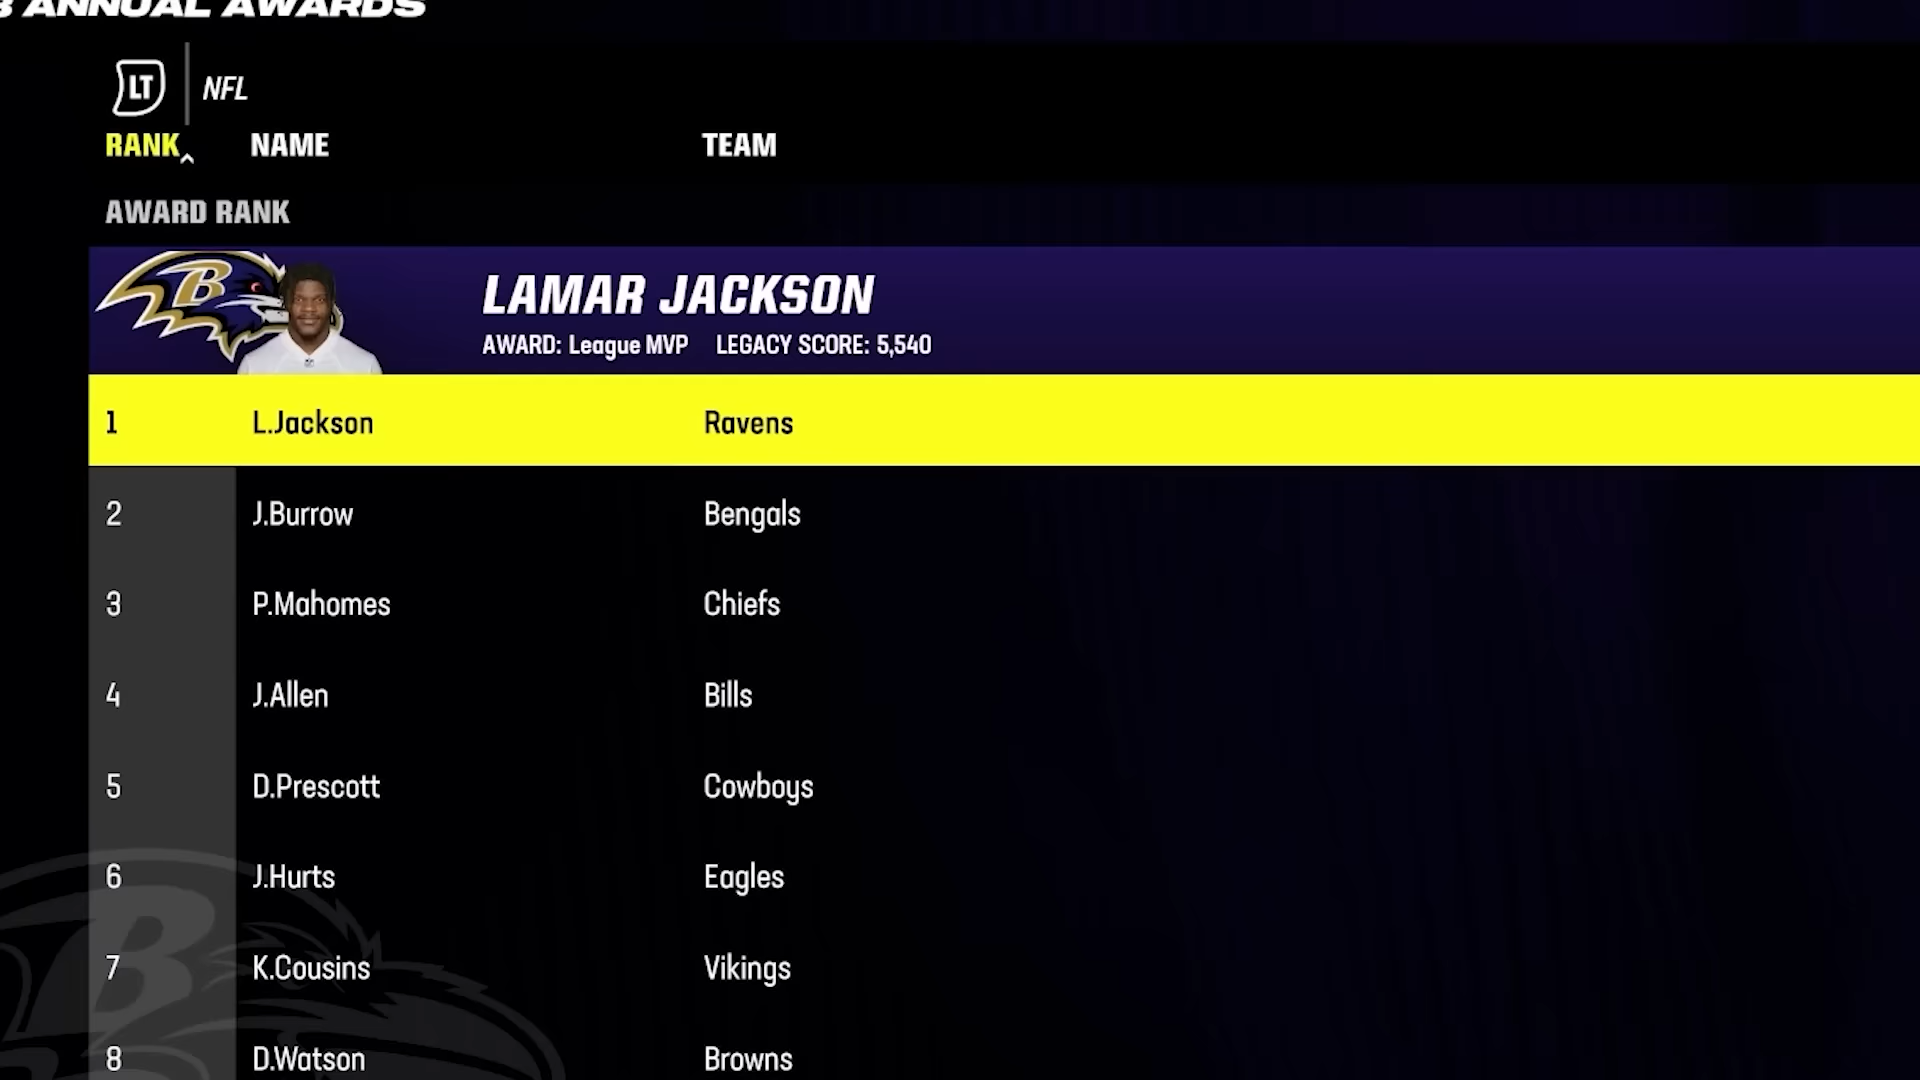 ANNUAL AWARDS
LT NFL
RANK NAME TEAM
AWARD RANK
B
LAMAR JACKSON
AWARD: League MVP LEGACY SCORE: 5,540
1 L.Jackson Ravens
2 J.Burrow Bengals
3 P.Mahomes Chiefs
4 J.Allen Bills
5 D.Prescott Cowboys
6 J.Hurts Eagles
7 K.Cousins Vikings
8 D.Watson Browns
B